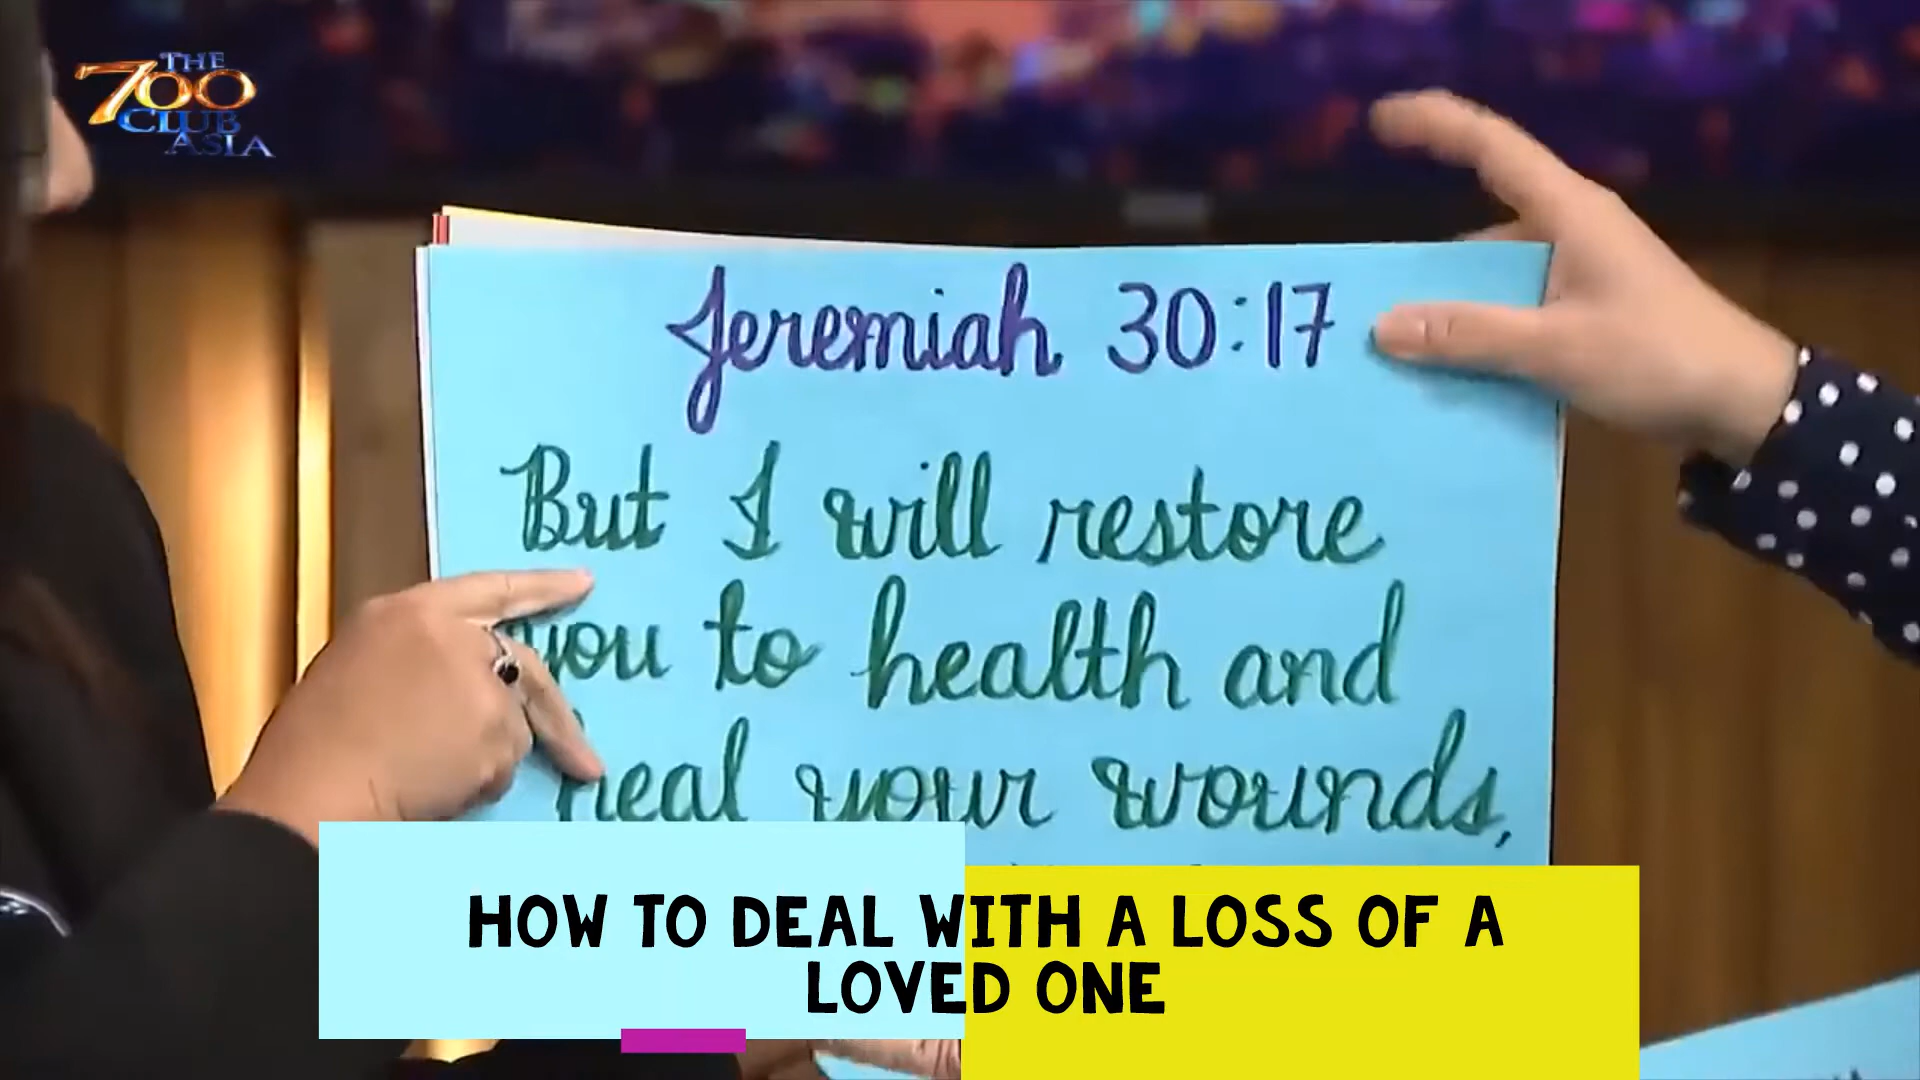 THE
700
CLUB
ASIA
Jeremiah 30:17
But I will restore
you to health and
heal your wounds,
HOW TO DEAL WITH A LOSS OF A
LOVED ONE